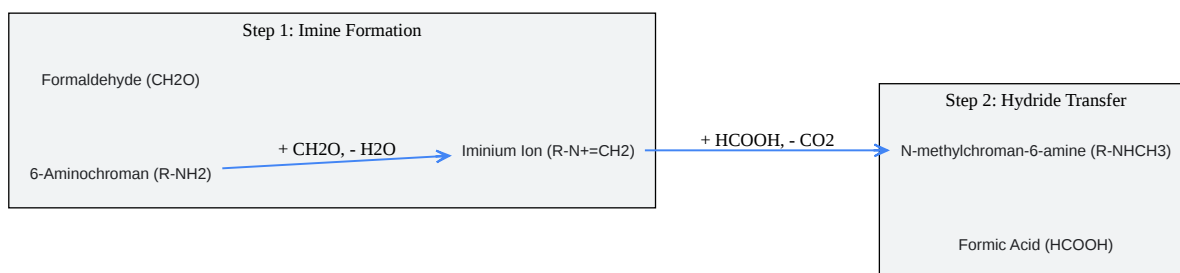 Step 1: Imine Formation
Formaldehyde (CH2O)
+ CH2O, - H2O
6-Aminochroman (R-NH2)
Iminium Ion (R-N+=CH2)
+ HCOOH, - CO2
Step 2: Hydride Transfer
N-methylchroman-6-amine (R-NHCH3)
Formic Acid (HCOOH)